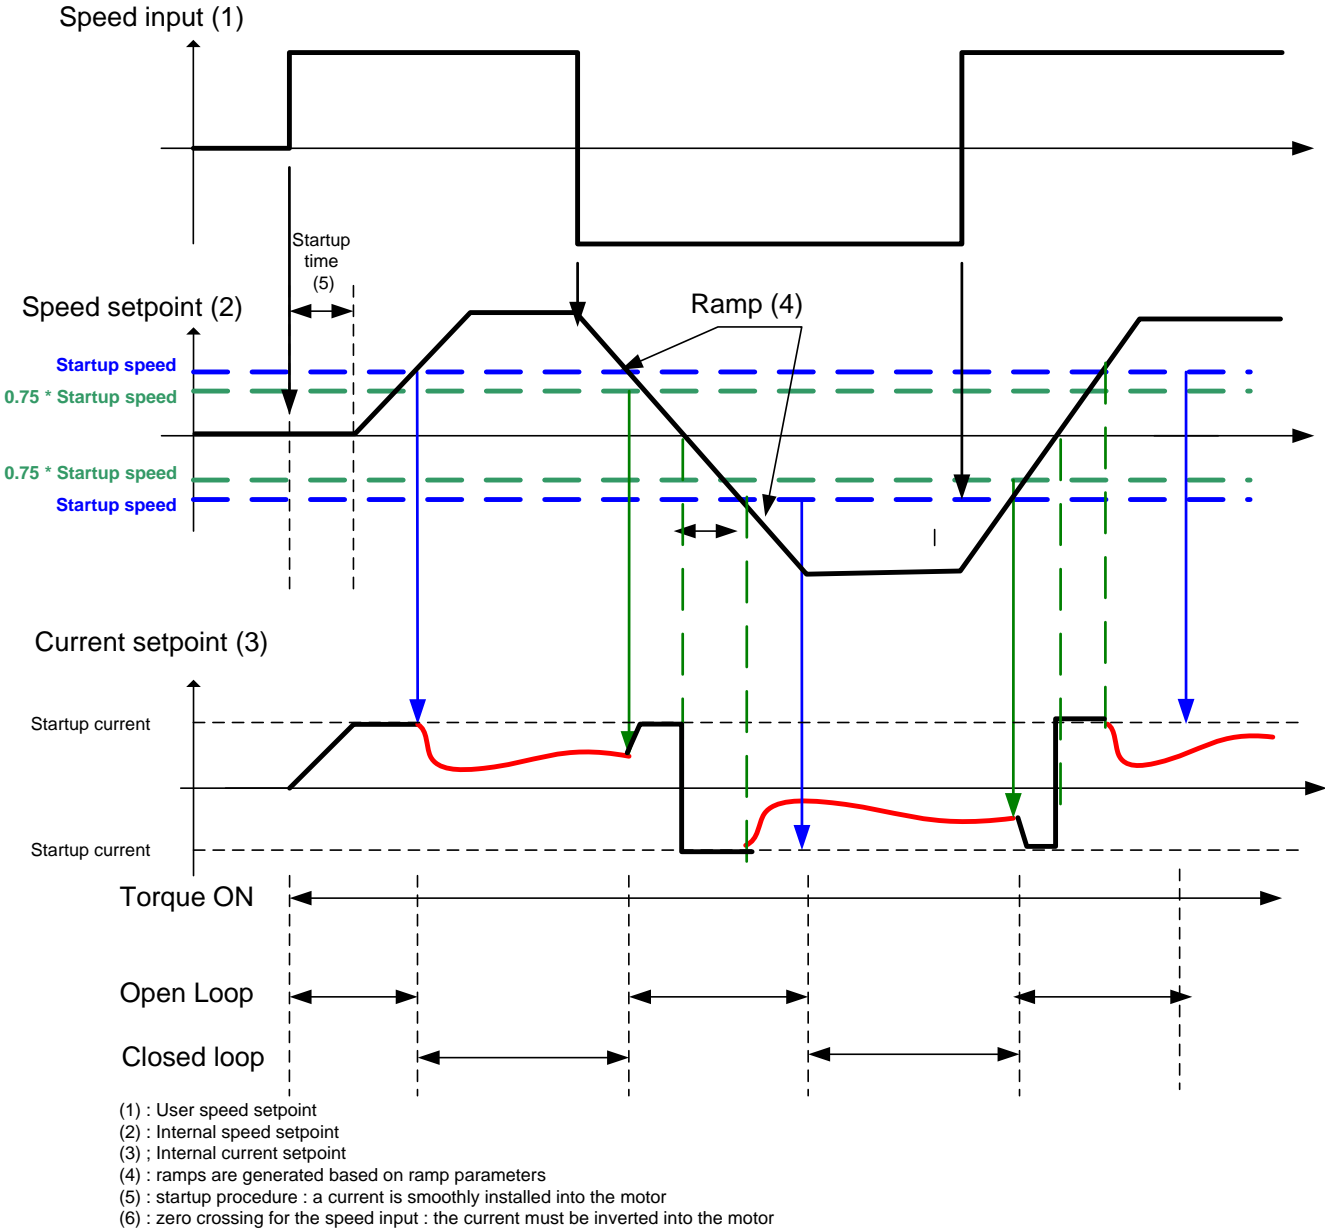 Speed input (1)
Startup
time
(5)
Speed setpoint (2)
Ramp (4)
Startup speed
0.75 * Startup speed
0.75 * Startup speed
Startup speed
Current setpoint (3)
Startup current
Startup current
Torque ON
Open Loop
Closed loop
(1) : User speed setpoint
(2) : Internal speed setpoint
(3) ; Internal current setpoint
(4) : ramps are generated based on ramp parameters
(5) : startup procedure : a current is smoothly installed into the motor
(6) : zero crossing for the speed input : the current must be inverted into the motor